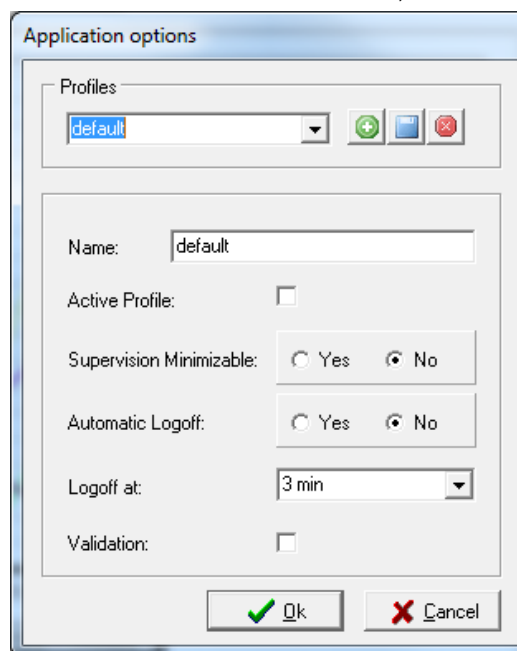 Application options
Profiles
default
Name: default
Active Profile:
Supervision Minimizable: Yes No
Automatic Logoff: Yes No
Logoff at: 3 min
Validation:
Ok Cancel